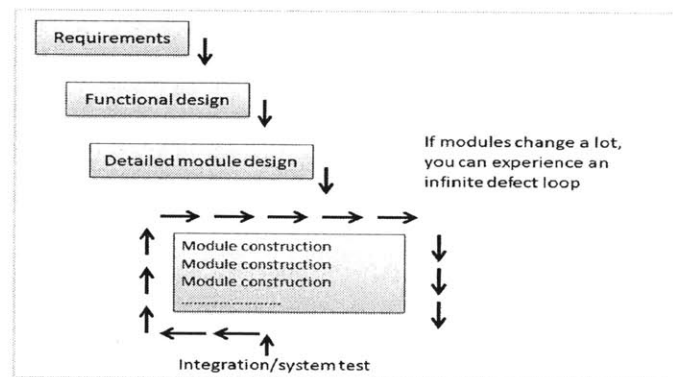 Requirements
Functional design
Detailed module design
If modules change a lot,
you can experience an
infinite defect loop
Module construction
Module construction
Module construction
........................
Integration/system test